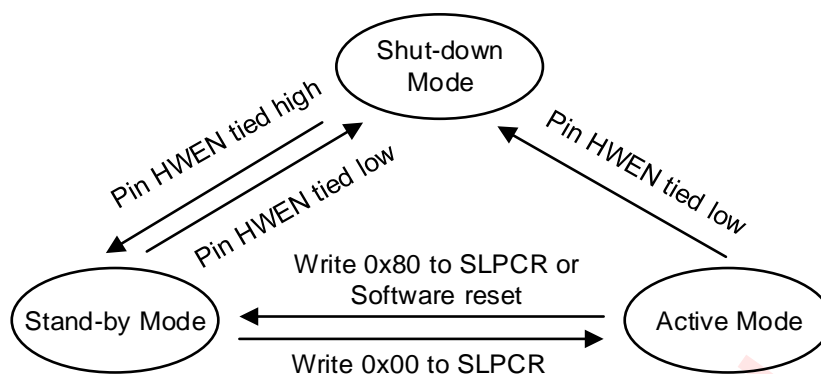 Shut-down
Mode
Pin HWEN tied high
Pin HWEN tied low
Pin HWEN tied low
Write 0x80 to SLPCR or
Software reset
Stand-by Mode
Active Mode
Write 0x00 to SLPCR